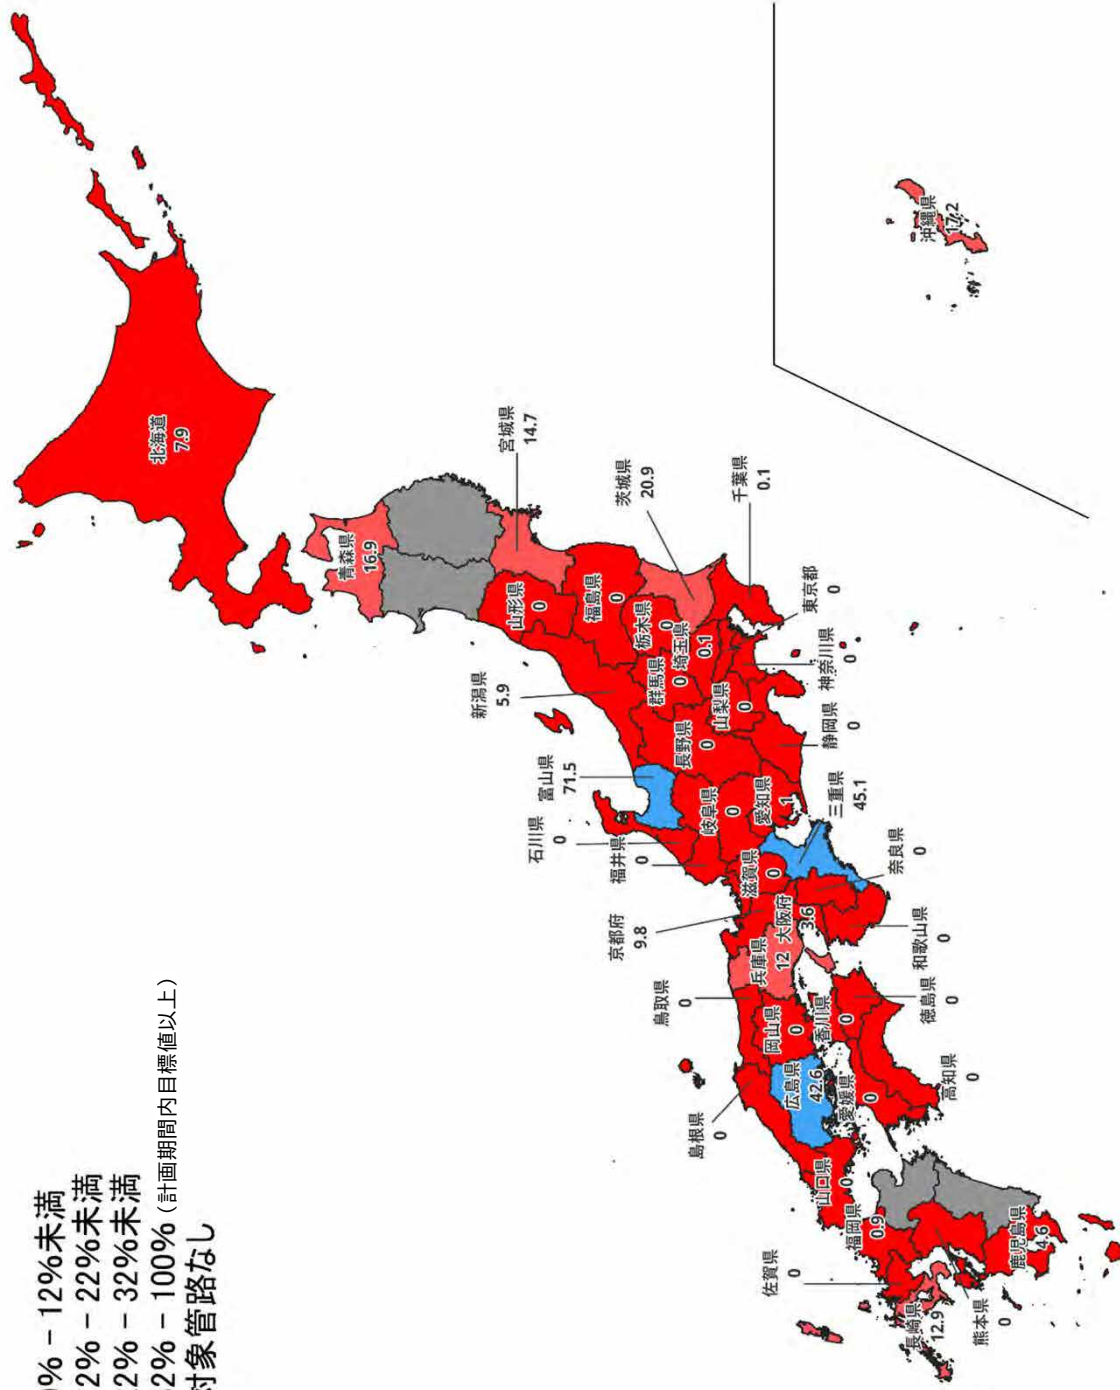 0% – 12%未満
12% – 22%未満
22% – 32%未満
32% – 100%（計画期間内目標値以上）
対象管路なし
北海道
7.9
青森県
16.9
宮城県
14.7
山形県
0
福島県
0
茨城県
20.9
栃木県
0
群馬県
0
埼玉県
0.1
千葉県
0.1
東京都
0
神奈川県
0
新潟県
5.9
山梨県
0
長野県
0
静岡県
0
富山県
71.5
石川県
0
福井県
0
岐阜県
0
愛知県
1
三重県
45.1
滋賀県
0
京都府
9.8
大阪府
3.6
奈良県
0
和歌山県
0
兵庫県
12
鳥取県
0
岡山県
0
島根県
0
広島県
42.6
山口県
0
香川県
0
徳島県
0
愛媛県
0
高知県
0
福岡県
0.9
佐賀県
0
長崎県
12.9
熊本県
0
鹿児島県
4.6
沖縄県
17.2